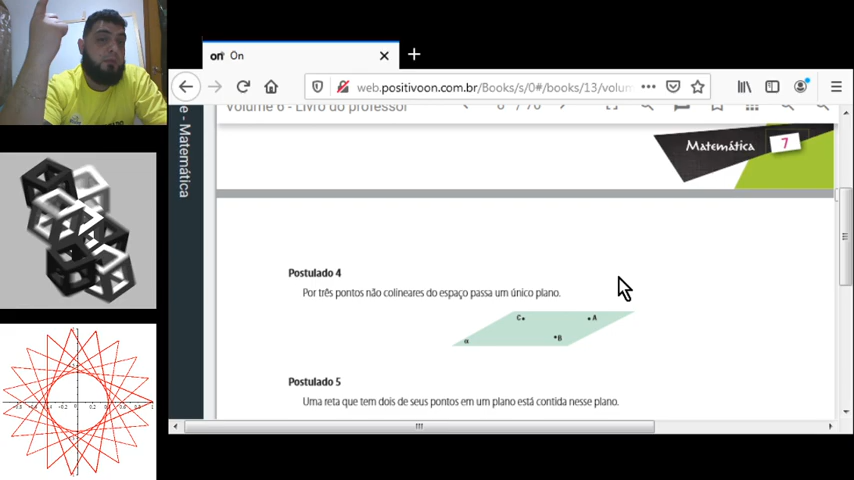 on On
web.positivoon.com.br/Books/s/0#/books/13/volum
Volume 6 - Livro do professor
e - Matemática
Matemática 7
Postulado 4
Por três pontos não colineares do espaço passa um único plano.
C A
B
α
Postulado 5
Uma reta que tem dois de seus pontos em um plano está contida nesse plano.